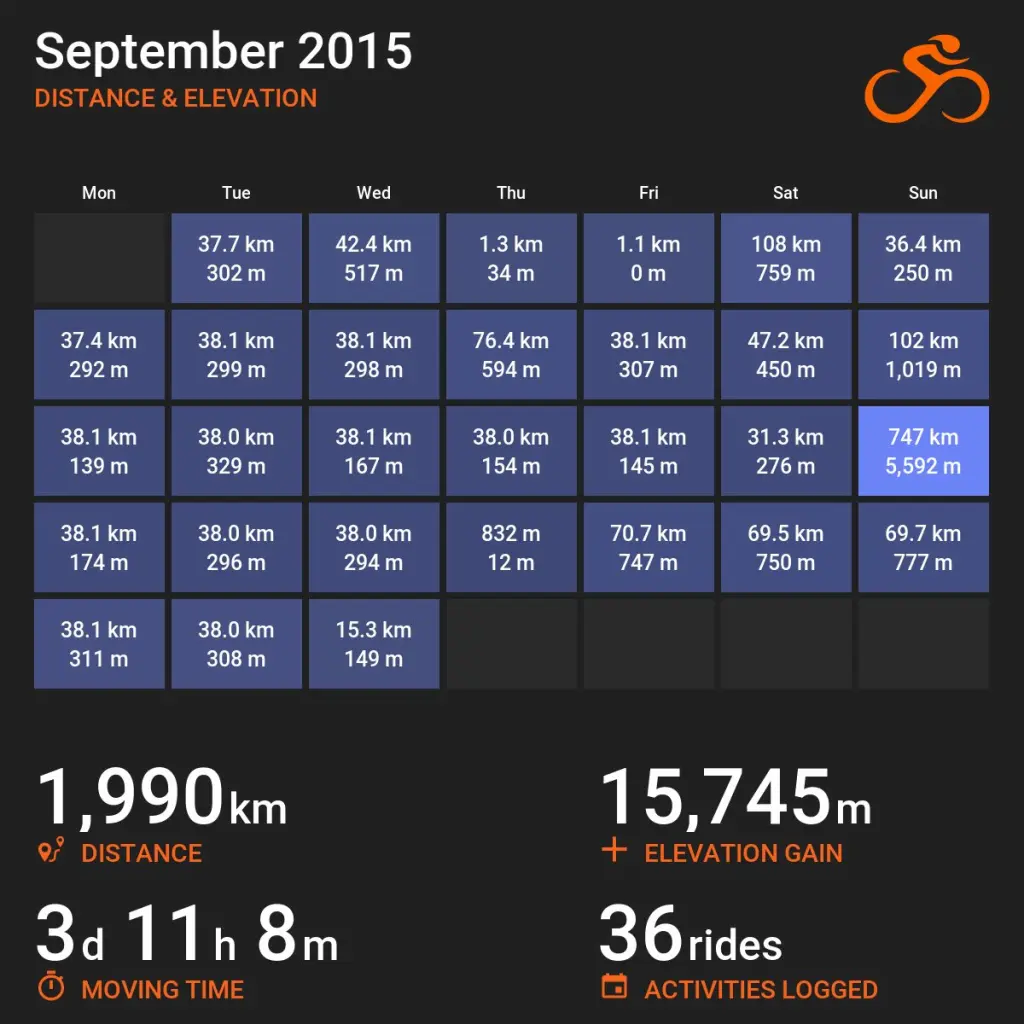 September 2015
DISTANCE & ELEVATION
Mon Tue Wed Thu Fri Sat Sun
37.7 km 42.4 km 1.3 km 1.1 km 108 km 36.4 km
302 m 517 m 34 m 0 m 759 m 250 m
37.4 km 38.1 km 38.1 km 76.4 km 38.1 km 47.2 km 102 km
292 m 299 m 298 m 594 m 307 m 450 m 1,019 m
38.1 km 38.0 km 38.1 km 38.0 km 38.1 km 31.3 km 747 km
139 m 329 m 167 m 154 m 145 m 276 m 5,592 m
38.1 km 38.0 km 38.0 km 832 m 70.7 km 69.5 km 69.7 km
174 m 296 m 294 m 12 m 747 m 750 m 777 m
38.1 km 38.0 km 15.3 km
311 m 308 m 149 m
1,990 km 15,745 m
DISTANCE ELEVATION GAIN
3d 11h 8m 36 rides
MOVING TIME ACTIVITIES LOGGED